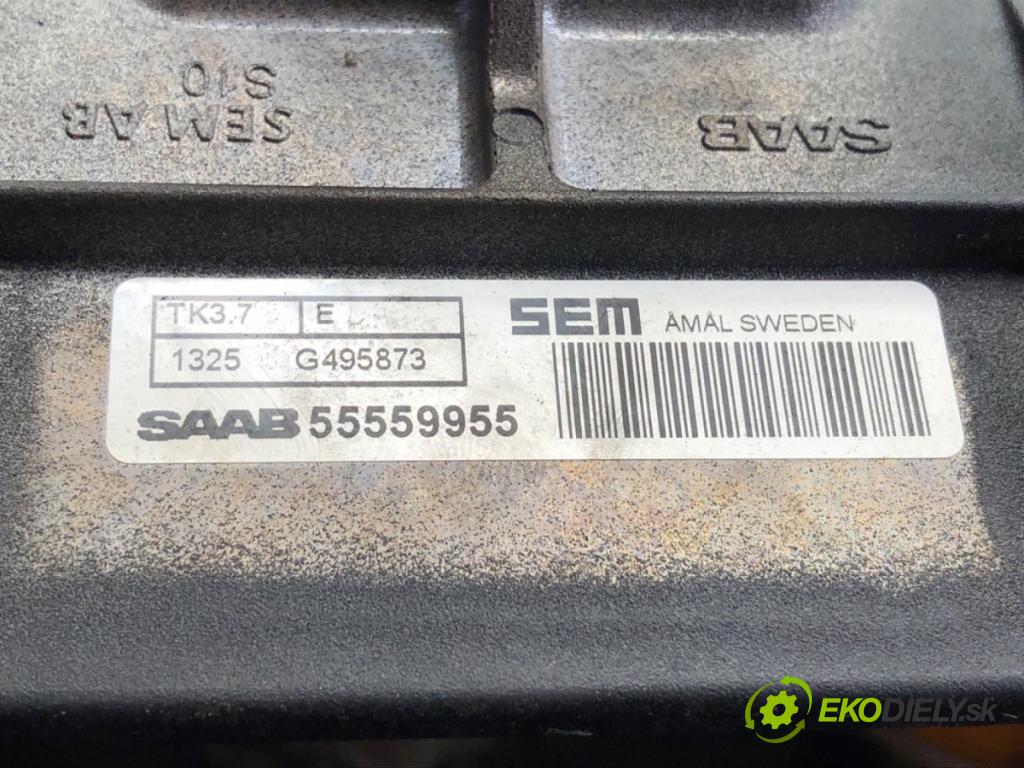 S10
SEM AB
SAAB
TK3.7 E
1325 G495873
SEM ÅMÅL SWEDEN
SAAB 55559955
EKODIELY.sk